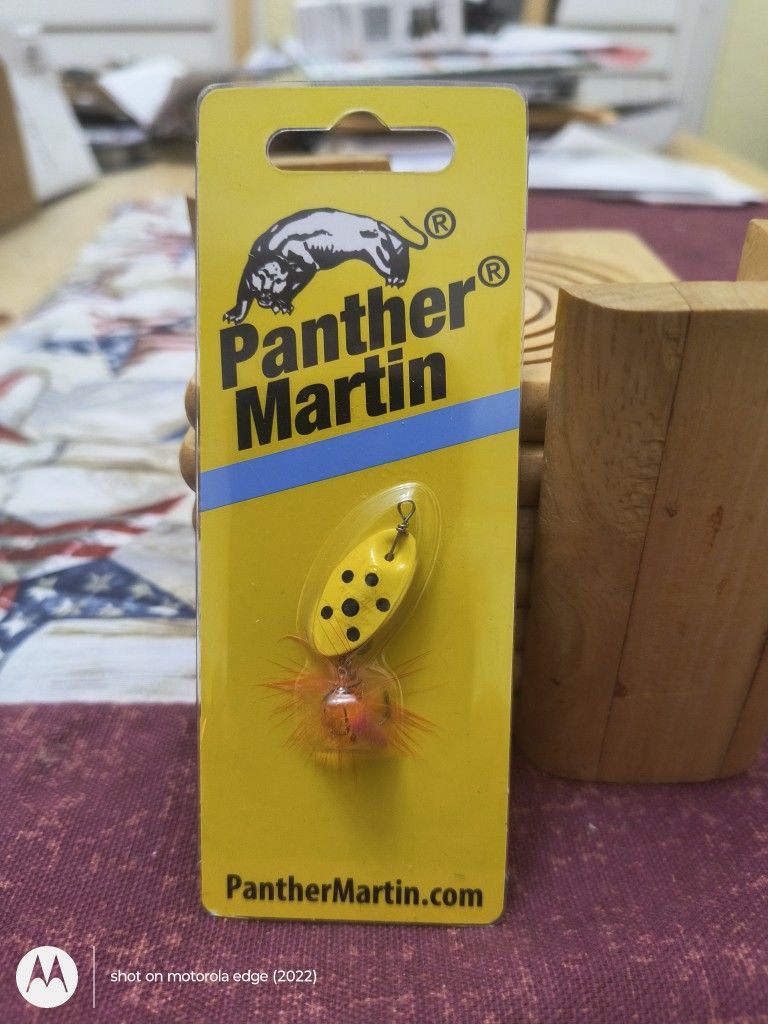 ®
Panther®
Martin
PantherMartin.com
shot on motorola edge (2022)